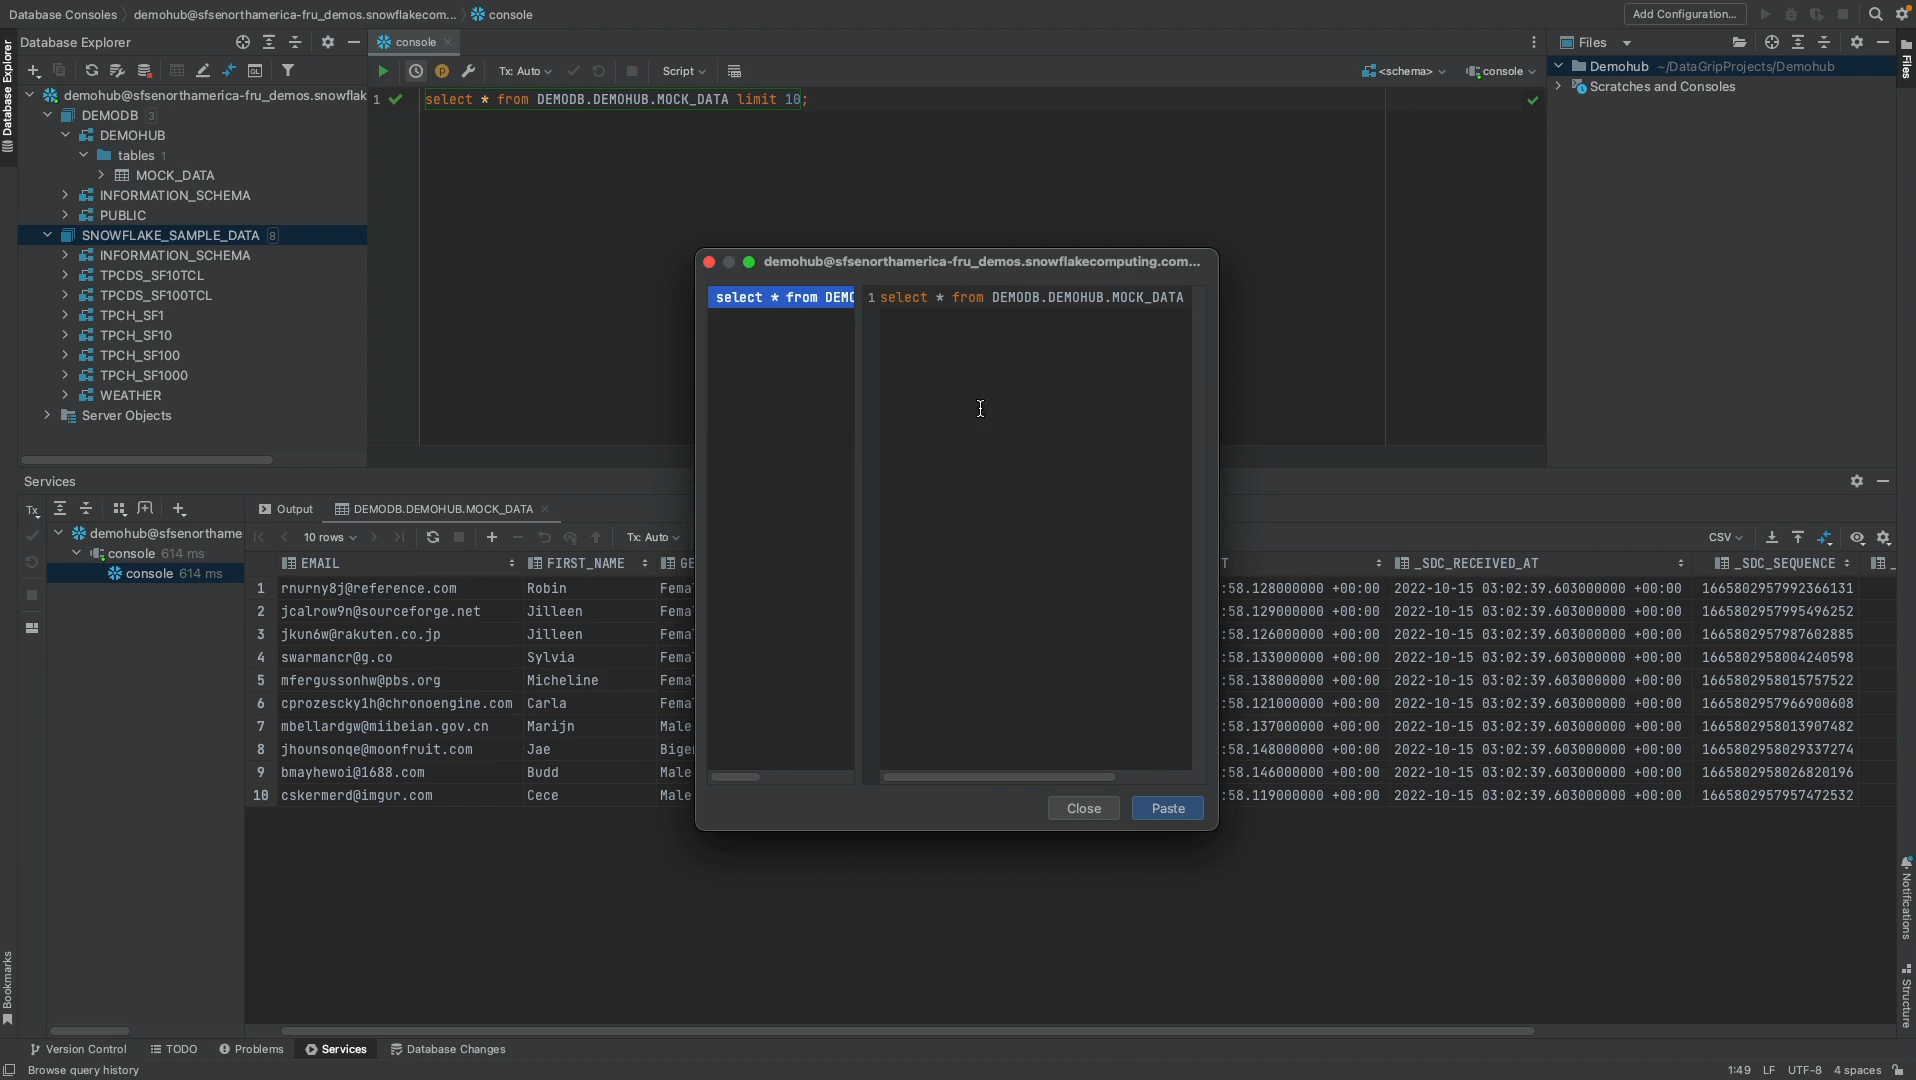 Database Consoles demohub@sfsenorthamerica-fru_demos.snowflakecom... console
Add Configuration...
Database Explorer
Database Explorer
console
Files
Files
Tx: Auto
Script
<schema>
console
Demohub ~/DataGripProjects/Demohub
Scratches and Consoles
demohub@sfsenorthamerica-fru_demos.snowflak
DEMODB 3
DEMOHUB
tables 1
MOCK_DATA
INFORMATION_SCHEMA
PUBLIC
SNOWFLAKE_SAMPLE_DATA 8
INFORMATION_SCHEMA
TPCDS_SF10TCL
TPCDS_SF100TCL
TPCH_SF1
TPCH_SF10
TPCH_SF100
TPCH_SF1000
WEATHER
Server Objects
1 select * from DEMODB.DEMOHUB.MOCK_DATA limit 10;
demohub@sfsenorthamerica-fru_demos.snowflakecomputing.com...
select * from DEMO
1 select * from DEMODB.DEMOHUB.MOCK_DATA
Close
Paste
Services
Tx
demohub@sfsenorthame
console 614 ms
console 614 ms
Output
DEMODB.DEMOHUB.MOCK_DATA
10 rows
Tx: Auto
CSV
EMAIL FIRST_NAME GE T _SDC_RECEIVED_AT _SDC_SEQUENCE _
1 rnurny8j@reference.com Robin Fema :58.128000000 +00:00 2022-10-15 03:02:39.603000000 +00:00 1665802957992366131
2 jcalrow9n@sourceforge.net Jilleen Fema :58.129000000 +00:00 2022-10-15 03:02:39.603000000 +00:00 1665802957995496252
3 jkun6w@rakuten.co.jp Jilleen Fema :58.126000000 +00:00 2022-10-15 03:02:39.603000000 +00:00 1665802957987602885
4 swarmancr@g.co Sylvia Fema :58.133000000 +00:00 2022-10-15 03:02:39.603000000 +00:00 1665802958004240598
5 mfergussonhw@pbs.org Micheline Fema :58.138000000 +00:00 2022-10-15 03:02:39.603000000 +00:00 1665802958015757522
6 cprozescky1h@chronoengine.com Carla Fema :58.121000000 +00:00 2022-10-15 03:02:39.603000000 +00:00 1665802957966900608
7 mbellardgw@miibeian.gov.cn Marijn Male :58.137000000 +00:00 2022-10-15 03:02:39.603000000 +00:00 1665802958013907482
8 jhounsonqe@moonfruit.com Jae Biger :58.148000000 +00:00 2022-10-15 03:02:39.603000000 +00:00 1665802958029337274
9 bmayhewoi@1688.com Budd Male :58.146000000 +00:00 2022-10-15 03:02:39.603000000 +00:00 1665802958026820196
10 cskermerd@imgur.com Cece Male :58.119000000 +00:00 2022-10-15 03:02:39.603000000 +00:00 1665802957957472532
Bookmarks
Notifications
Structure
Version Control TODO Problems Services Database Changes
Browse query history
1:49 LF UTF-8 4 spaces